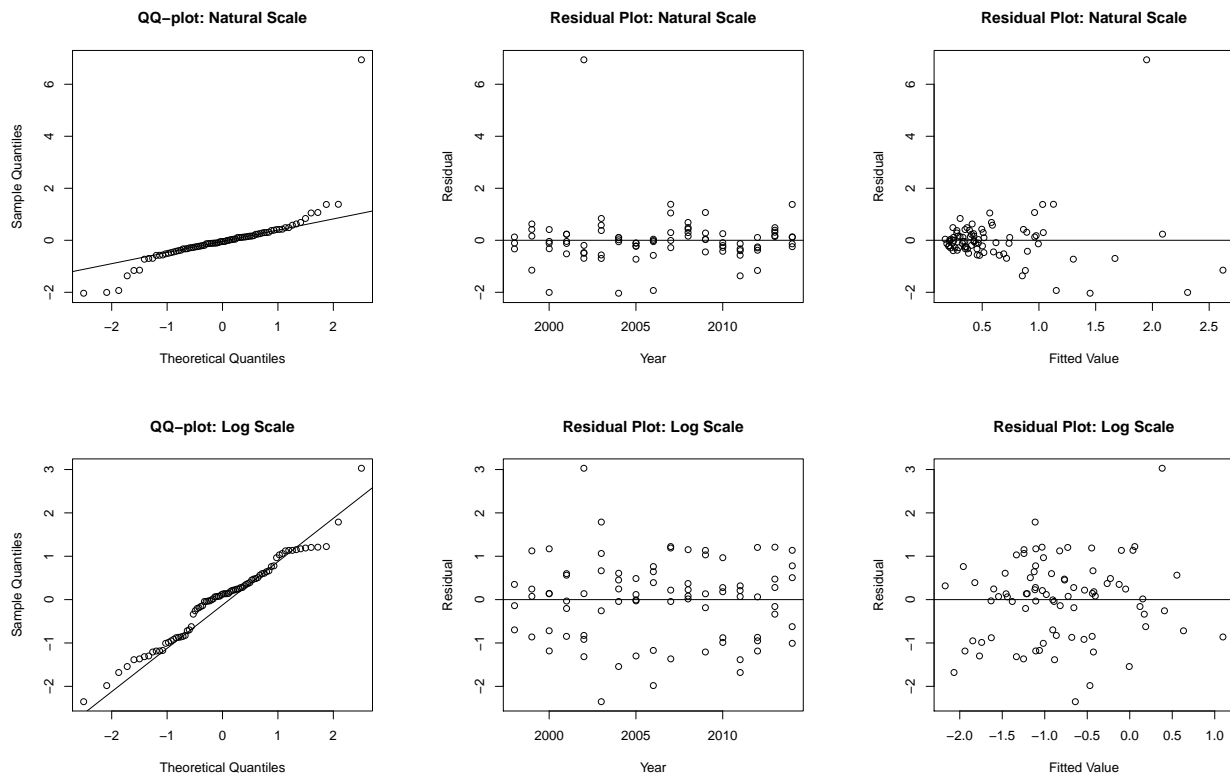 QQ−plot: Natural Scale
Sample Quantiles
6
4
2
0
−2
−2 −1 0 1 2
Theoretical Quantiles
Residual Plot: Natural Scale
Residual
6
4
2
0
−2
2000 2005 2010
Year
Residual Plot: Natural Scale
Residual
6
4
2
0
−2
0.5 1.0 1.5 2.0 2.5
Fitted Value
QQ−plot: Log Scale
Sample Quantiles
3
2
1
0
−1
−2
−2 −1 0 1 2
Theoretical Quantiles
Residual Plot: Log Scale
Residual
3
2
1
0
−1
−2
2000 2005 2010
Year
Residual Plot: Log Scale
Residual
3
2
1
0
−1
−2
−2.0 −1.5 −1.0 −0.5 0.0 0.5 1.0
Fitted Value